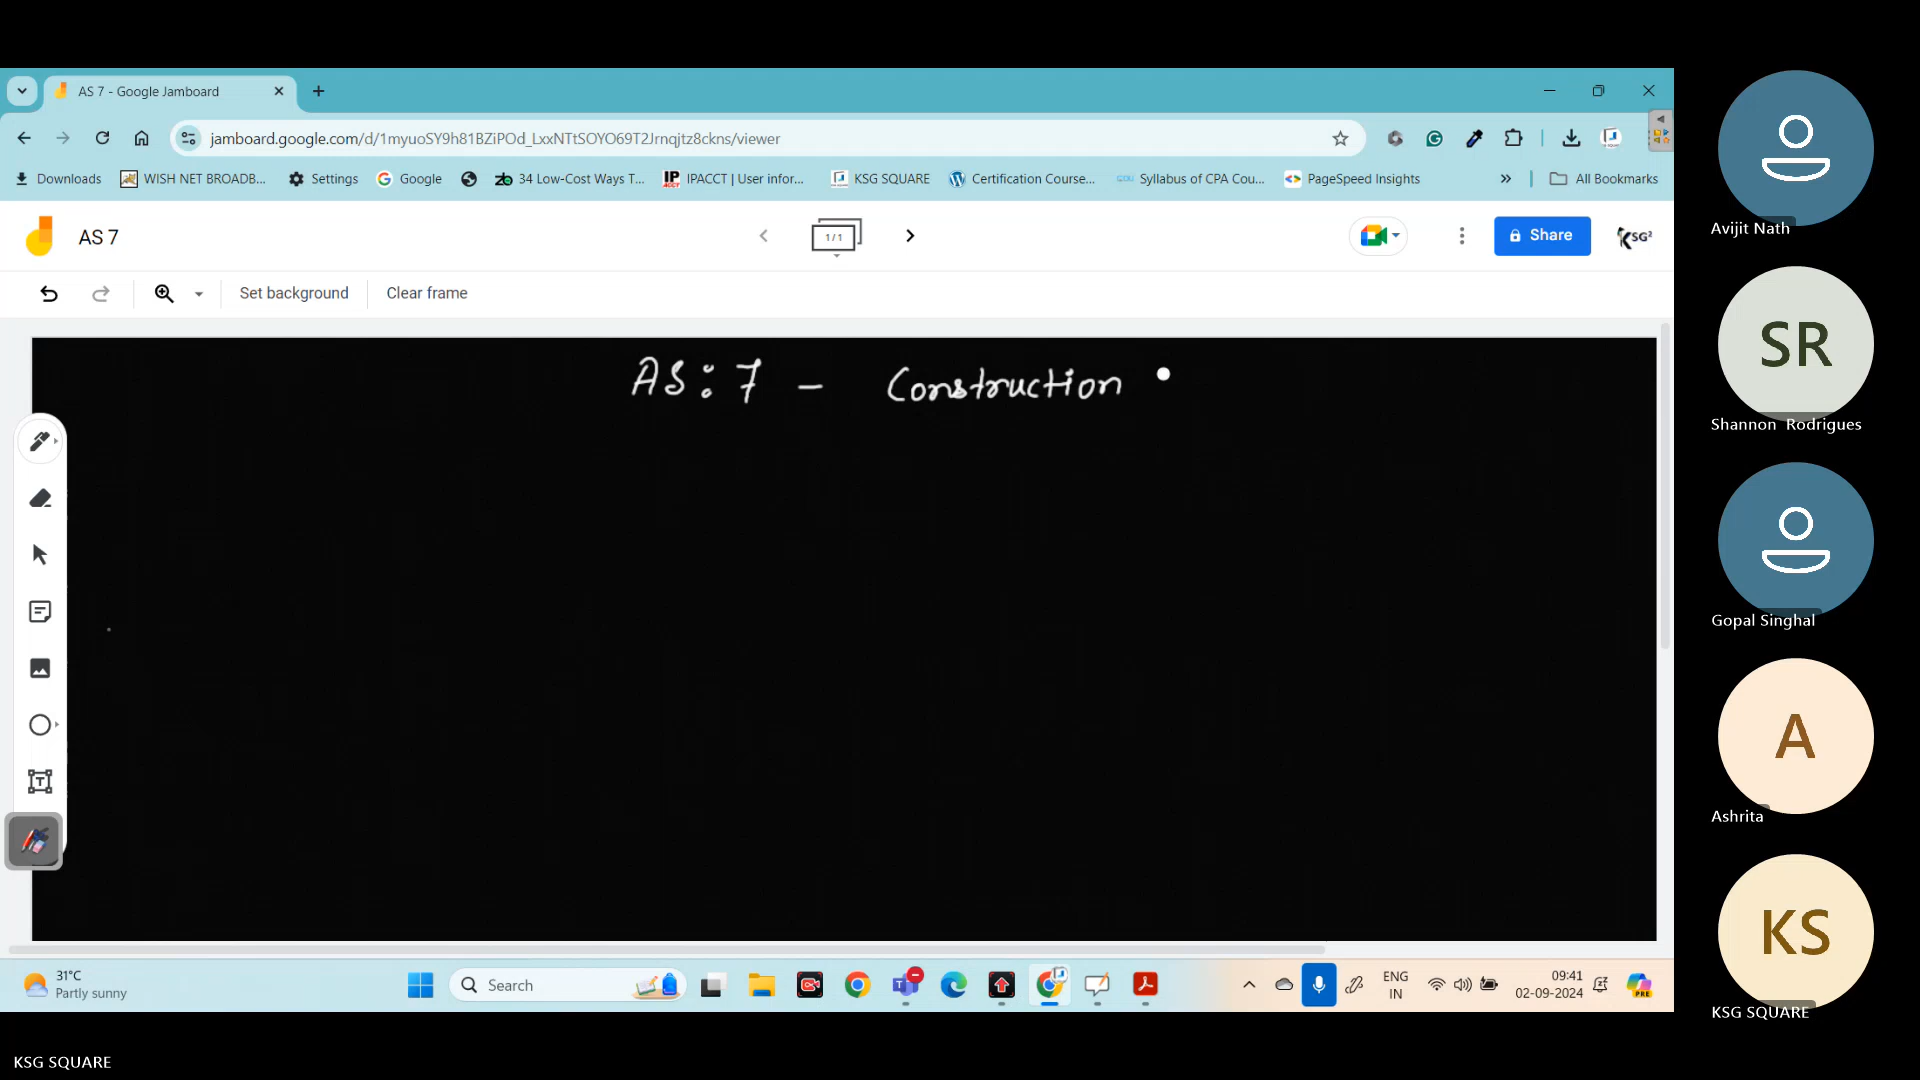 AS 7 - Google Jamboard
jamboard.google.com/d/1myuoSY9h81BZiPOd_LxxNTtSOYO69T2Jrnqjtz8ckns/viewer
Downloads WISH NET BROADB... Settings Google 34 Low-Cost Ways T... IPACCT | User infor... KSG SQUARE Certification Course... Syllabus of CPA Cou... PageSpeed Insights All Bookmarks
AS 7
1 / 1
Share
KSG²
Set background Clear frame
AS : 7 - Construction
31°C
Partly sunny
Search
ENG
IN
09:41
02-09-2024
Avijit Nath
SR
Shannon Rodrigues
Gopal Singhal
A
Ashrita
KS
KSG SQUARE
KSG SQUARE